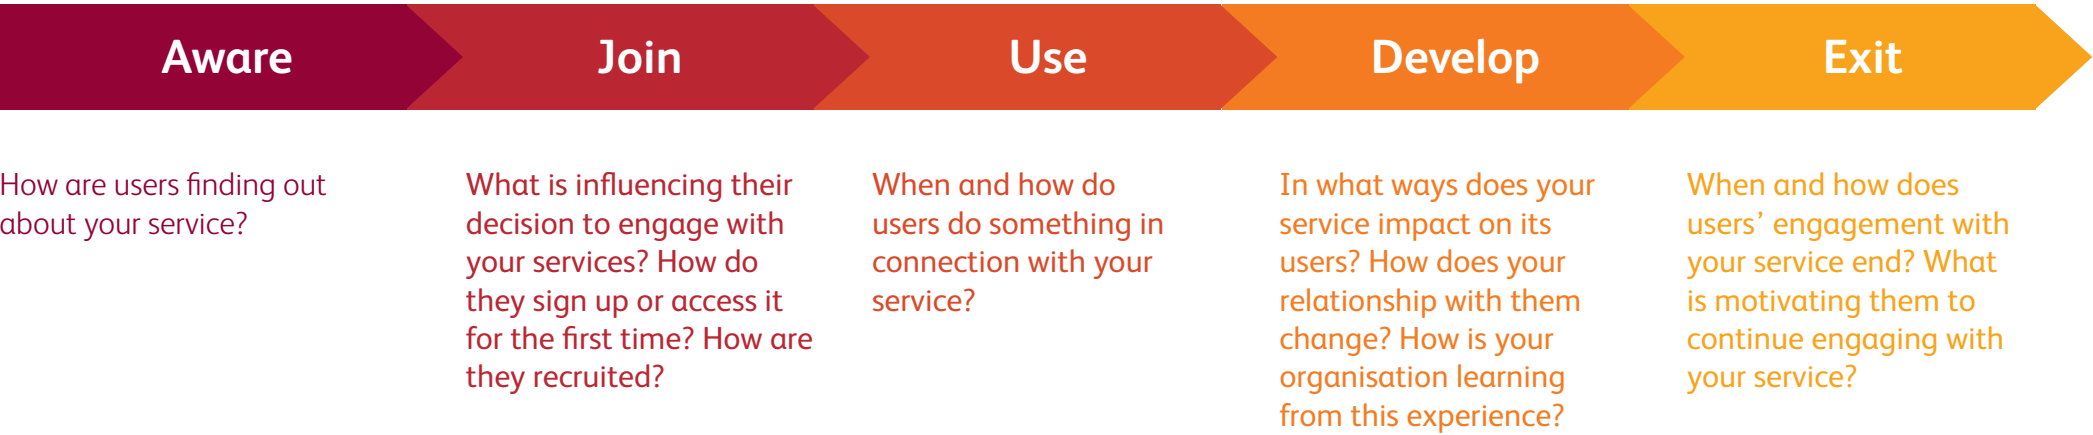 Aware
Join
Use
Develop
Exit
How are users finding out
about your service?
What is influencing their
decision to engage with
your services? How do
they sign up or access it
for the first time? How are
they recruited?
When and how do
users do something in
connection with your
service?
In what ways does your
service impact on its
users? How does your
relationship with them
change? How is your
organisation learning
from this experience?
When and how does
users’ engagement with
your service end? What
is motivating them to
continue engaging with
your service?